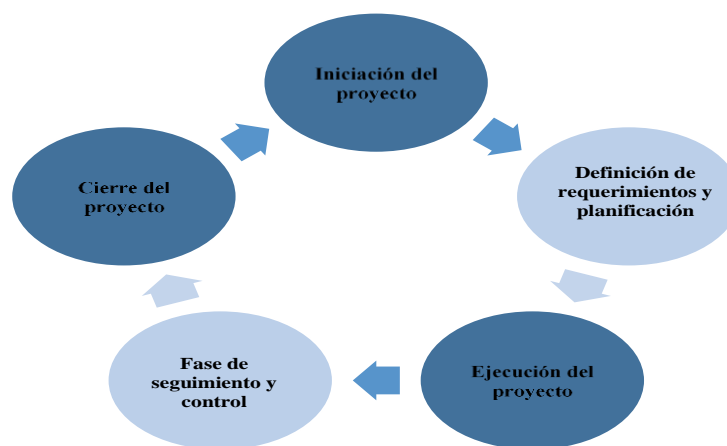 Iniciación del
proyecto
Definición de
requerimientos y
planificación
Ejecución del
proyecto
Fase de
seguimiento y
control
Cierre del
proyecto